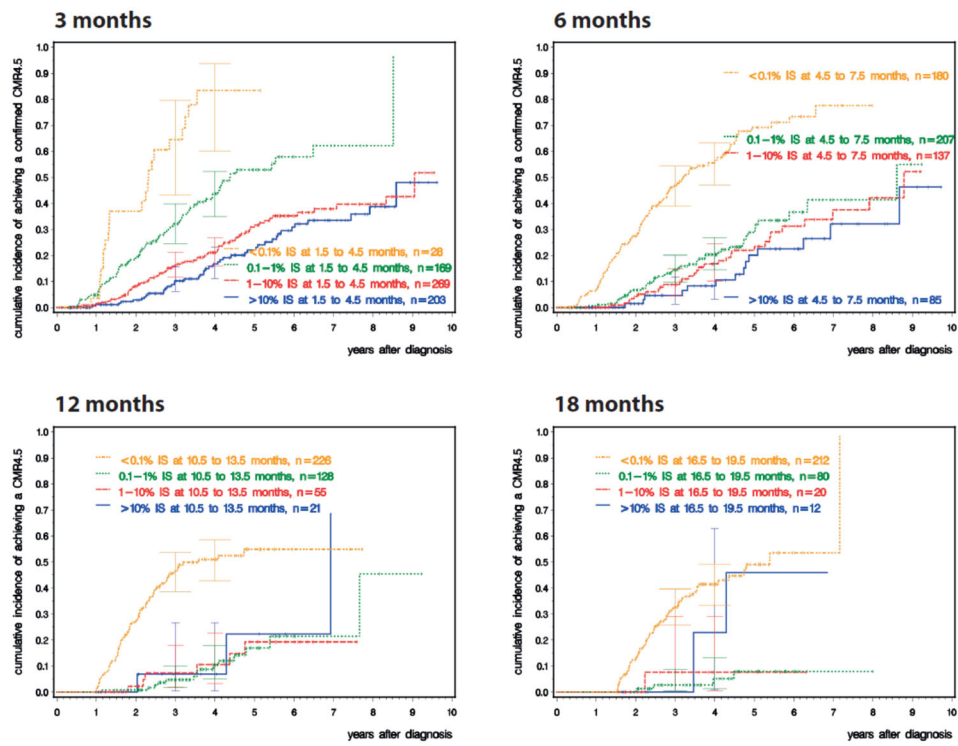 3 months
cumulative incidence of achieving a confirmed CMR4.5
1.0
0.9
0.8
0.7
0.6
0.5
0.4
0.3
0.2
0.1
0.0
<0.1% IS at 1.5 to 4.5 months, n=28
0.1–1% IS at 1.5 to 4.5 months, n=169
1–10% IS at 1.5 to 4.5 months, n=269
>10% IS at 1.5 to 4.5 months, n=203
0 1 2 3 4 5 6 7 8 9 10
years after diagnosis
6 months
cumulative incidence of achieving a confirmed CMR4.5
1.0
0.9
0.8
0.7
0.6
0.5
0.4
0.3
0.2
0.1
0.0
<0.1% IS at 4.5 to 7.5 months, n=180
0.1–1% IS at 4.5 to 7.5 months, n=207
1–10% IS at 4.5 to 7.5 months, n=137
>10% IS at 4.5 to 7.5 months, n=85
0 1 2 3 4 5 6 7 8 9 10
years after diagnosis
12 months
cumulative incidence of achieving a CMR4.5
1.0
0.9
0.8
0.7
0.6
0.5
0.4
0.3
0.2
0.1
0.0
<0.1% IS at 10.5 to 13.5 months, n=226
0.1–1% IS at 10.5 to 13.5 months, n=128
1–10% IS at 10.5 to 13.5 months, n=55
>10% IS at 10.5 to 13.5 months, n=21
0 1 2 3 4 5 6 7 8 9 10
years after diagnosis
18 months
cumulative incidence of achieving a CMR4.5
1.0
0.9
0.8
0.7
0.6
0.5
0.4
0.3
0.2
0.1
0.0
<0.1% IS at 16.5 to 19.5 months, n=212
0.1–1% IS at 16.5 to 19.5 months, n=80
1–10% IS at 16.5 to 19.5 months, n=20
>10% IS at 16.5 to 19.5 months, n=12
0 1 2 3 4 5 6 7 8 9 10
years after diagnosis